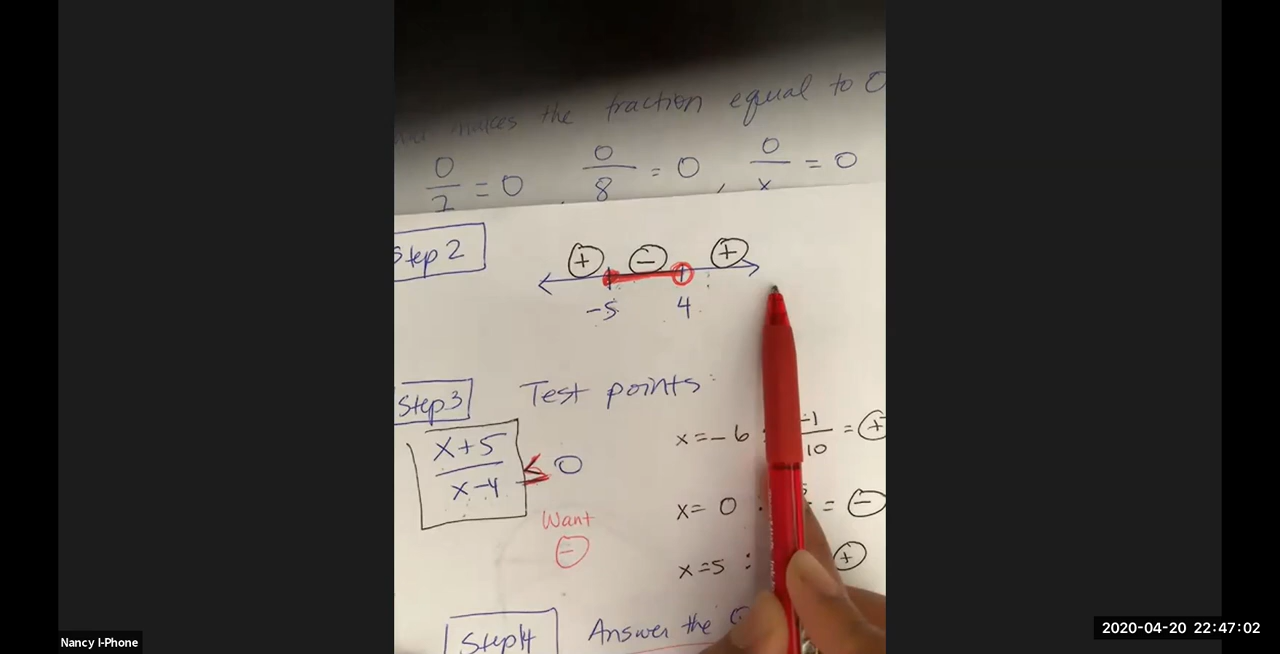 makes the fraction equal to 0
0/7 = 0 , 0/8 = 0 , 0/x = 0
Step 2
+ - +
-5 4
Step3 Test points:
x+5/x-4 ≤ 0
x=-6 : -1/10 = +
Want
-
x= 0 : = -
x=5 : +
Step 4 Answer the
Nancy I-Phone
2020-04-20 22:47:02